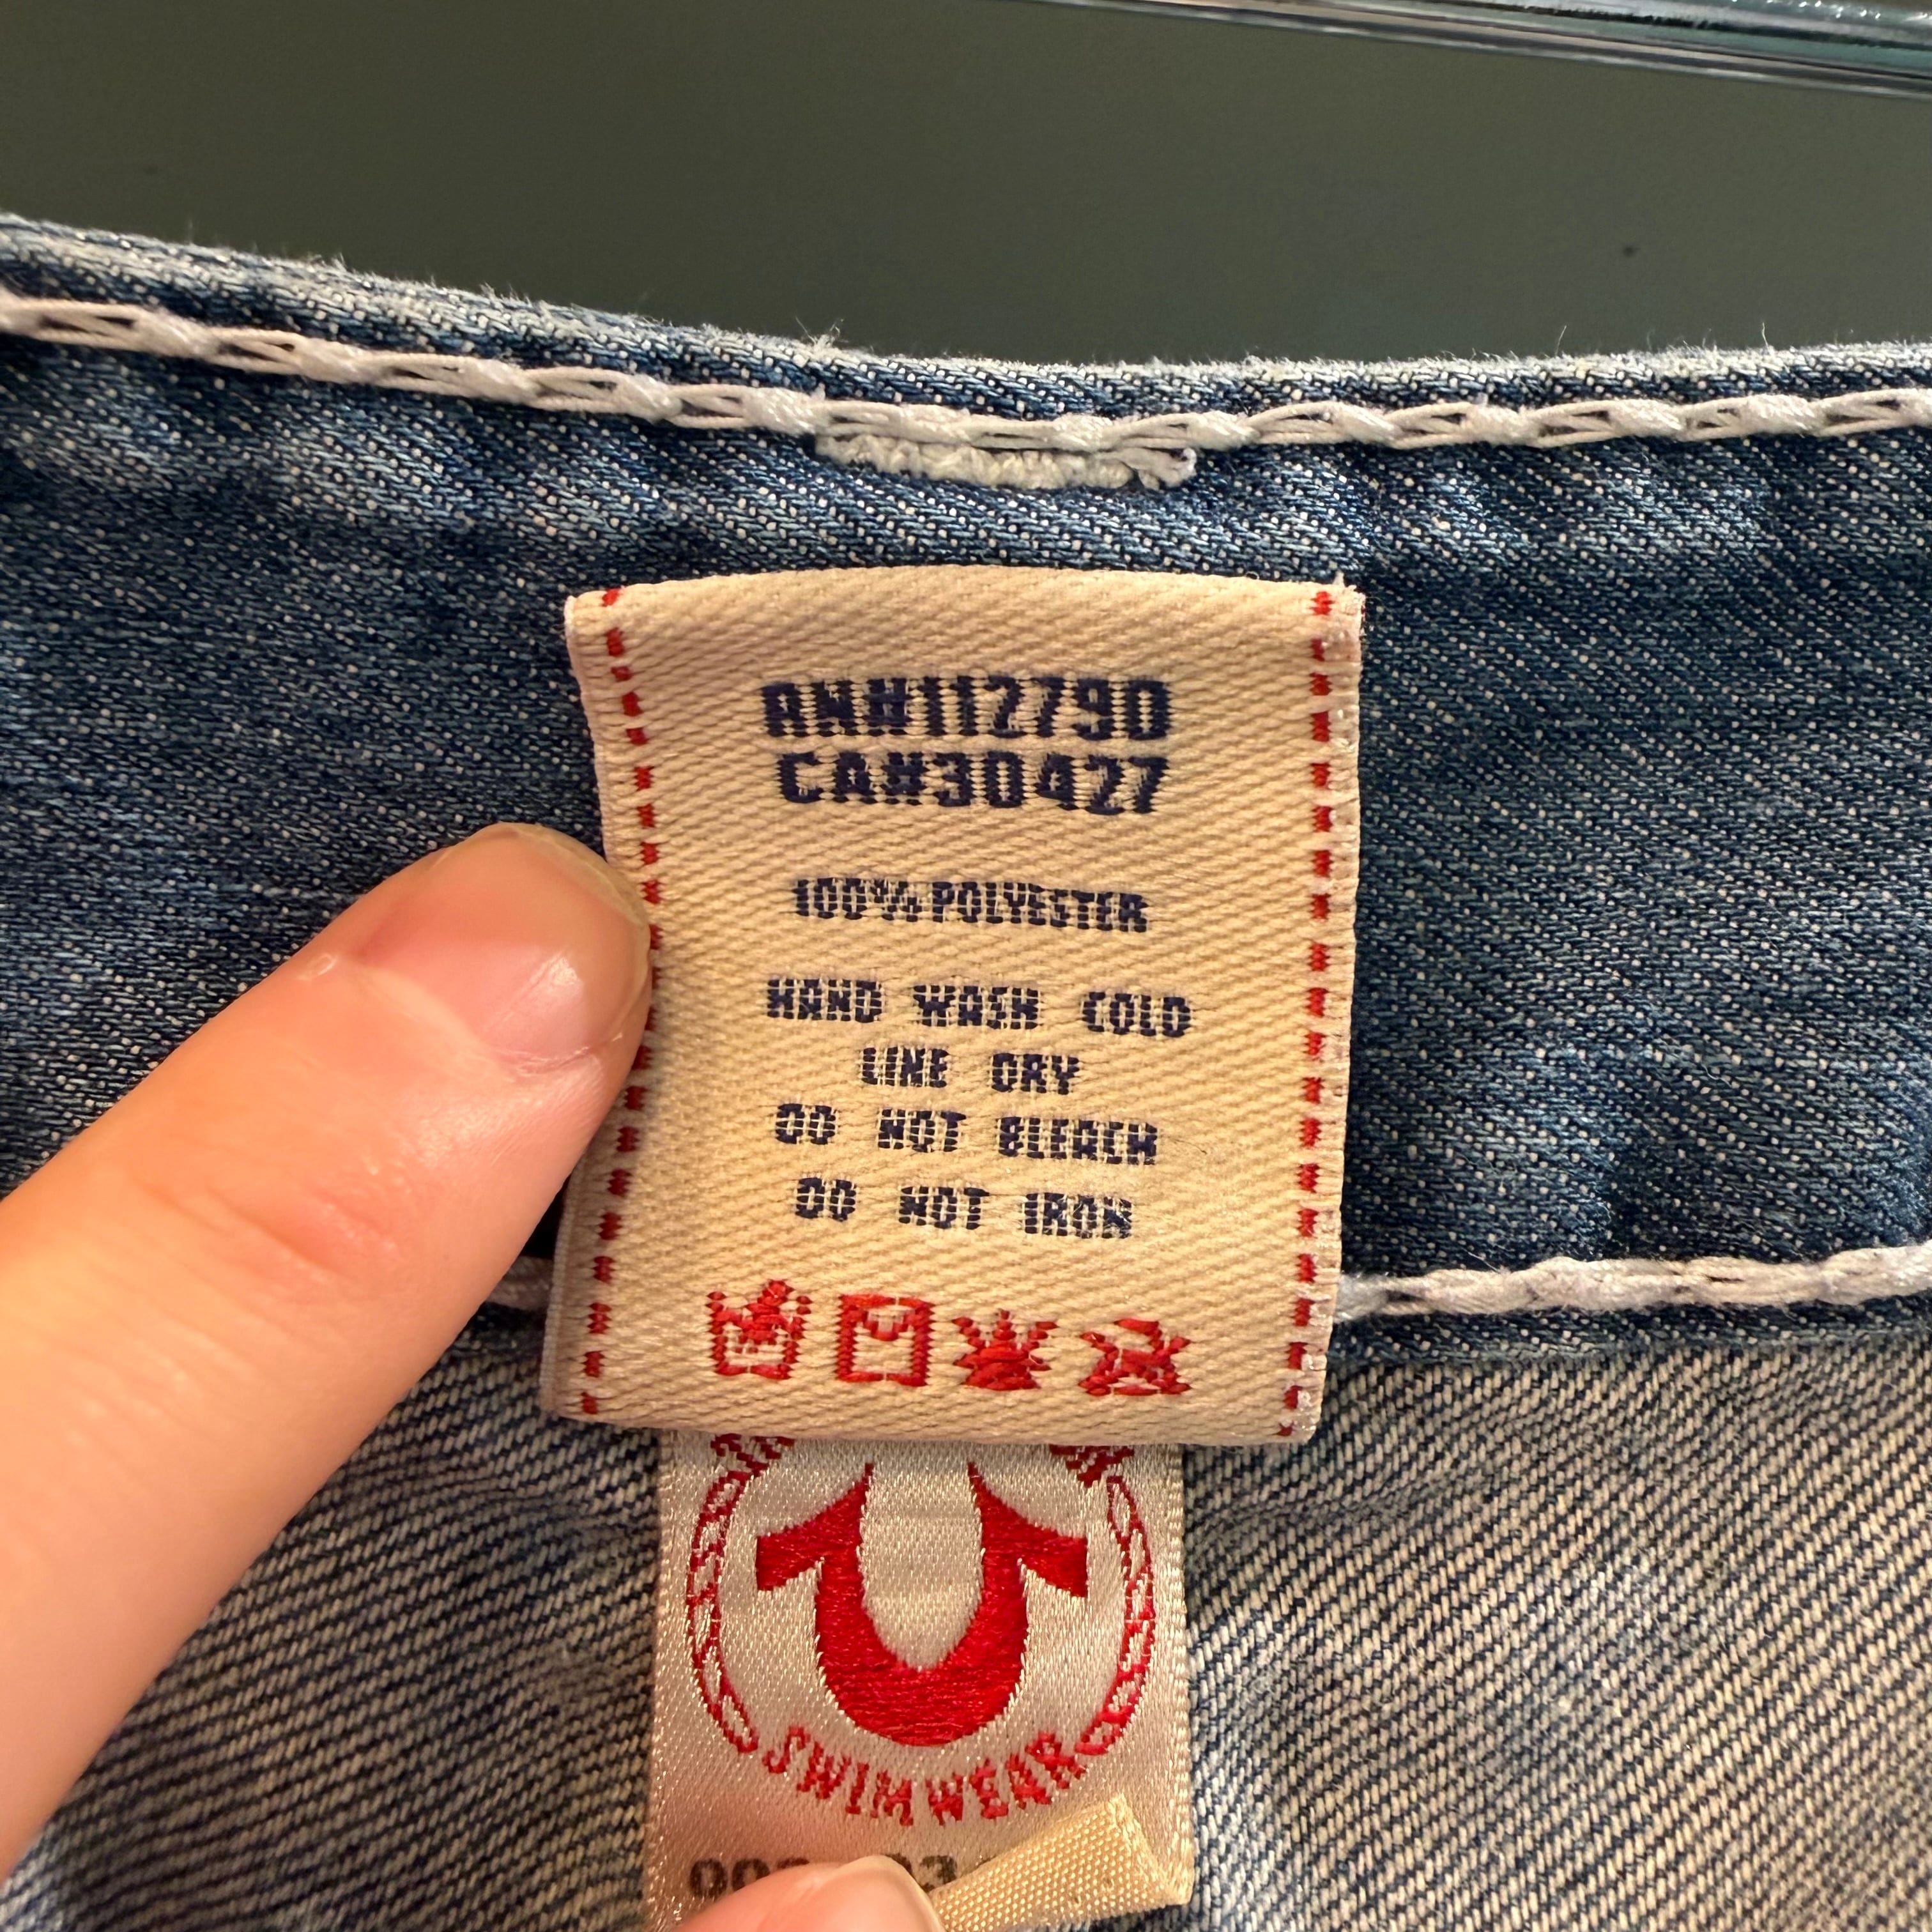 RN#112790
CA#30427
100% POLYESTER
HAND WASH COLD
LINE DRY
DO NOT BLEACH
DO NOT IRON
SWIMWEAR